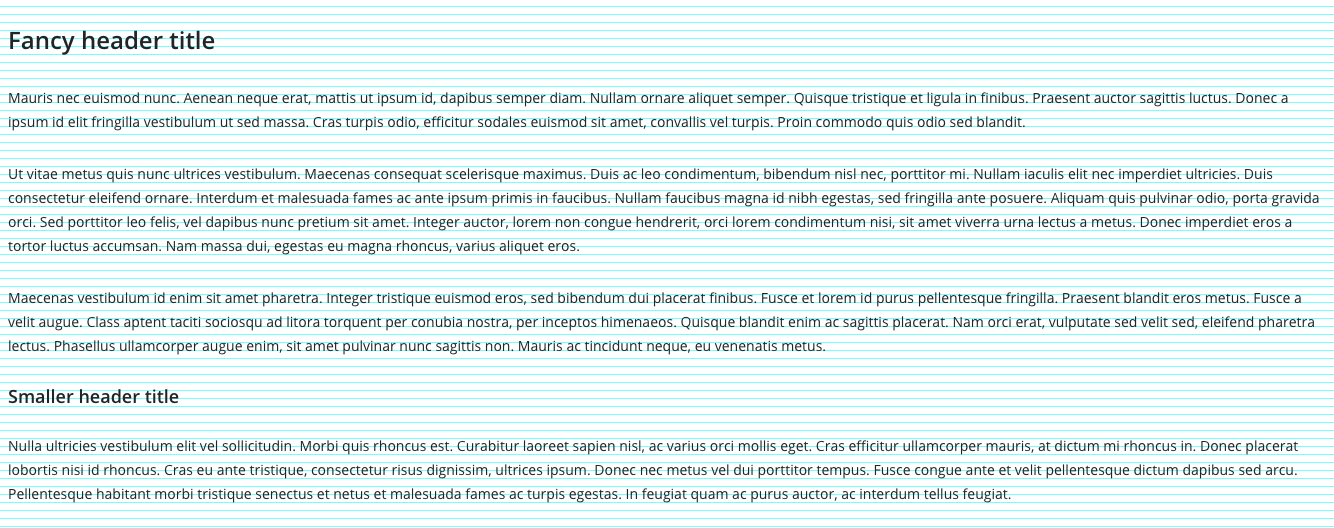 Fancy header title
Mauris nec euismod nunc. Aenean neque erat, mattis ut ipsum id, dapibus semper diam. Nullam ornare aliquet semper. Quisque tristique et ligula in finibus. Praesent auctor sagittis luctus. Donec a
ipsum id elit fringilla vestibulum ut sed massa. Cras turpis odio, efficitur sodales euismod sit amet, convallis vel turpis. Proin commodo quis odio sed blandit.
Ut vitae metus quis nunc ultrices vestibulum. Maecenas consequat scelerisque maximus. Duis ac leo condimentum, bibendum nisl nec, porttitor mi. Nullam iaculis elit nec imperdiet ultricies. Duis
consectetur eleifend ornare. Interdum et malesuada fames ac ante ipsum primis in faucibus. Nullam faucibus magna id nibh egestas, sed fringilla ante posuere. Aliquam quis pulvinar odio, porta gravida
orci. Sed porttitor leo felis, vel dapibus nunc pretium sit amet. Integer auctor, lorem non congue hendrerit, orci lorem condimentum nisi, sit amet viverra urna lectus a metus. Donec imperdiet eros a
tortor luctus accumsan. Nam massa dui, egestas eu magna rhoncus, varius aliquet eros.
Maecenas vestibulum id enim sit amet pharetra. Integer tristique euismod eros, sed bibendum dui placerat finibus. Fusce et lorem id purus pellentesque fringilla. Praesent blandit eros metus. Fusce a
velit augue. Class aptent taciti sociosqu ad litora torquent per conubia nostra, per inceptos himenaeos. Quisque blandit enim ac sagittis placerat. Nam orci erat, vulputate sed velit sed, eleifend pharetra
lectus. Phasellus ullamcorper augue enim, sit amet pulvinar nunc sagittis non. Mauris ac tincidunt neque, eu venenatis metus.
Smaller header title
Nulla ultricies vestibulum elit vel sollicitudin. Morbi quis rhoncus est. Curabitur laoreet sapien nisl, ac varius orci mollis eget. Cras efficitur ullamcorper mauris, at dictum mi rhoncus in. Donec placerat
lobortis nisi id rhoncus. Cras eu ante tristique, consectetur risus dignissim, ultrices ipsum. Donec nec metus vel dui porttitor tempus. Fusce congue ante et velit pellentesque dictum dapibus sed arcu.
Pellentesque habitant morbi tristique senectus et netus et malesuada fames ac turpis egestas. In feugiat quam ac purus auctor, ac interdum tellus feugiat.